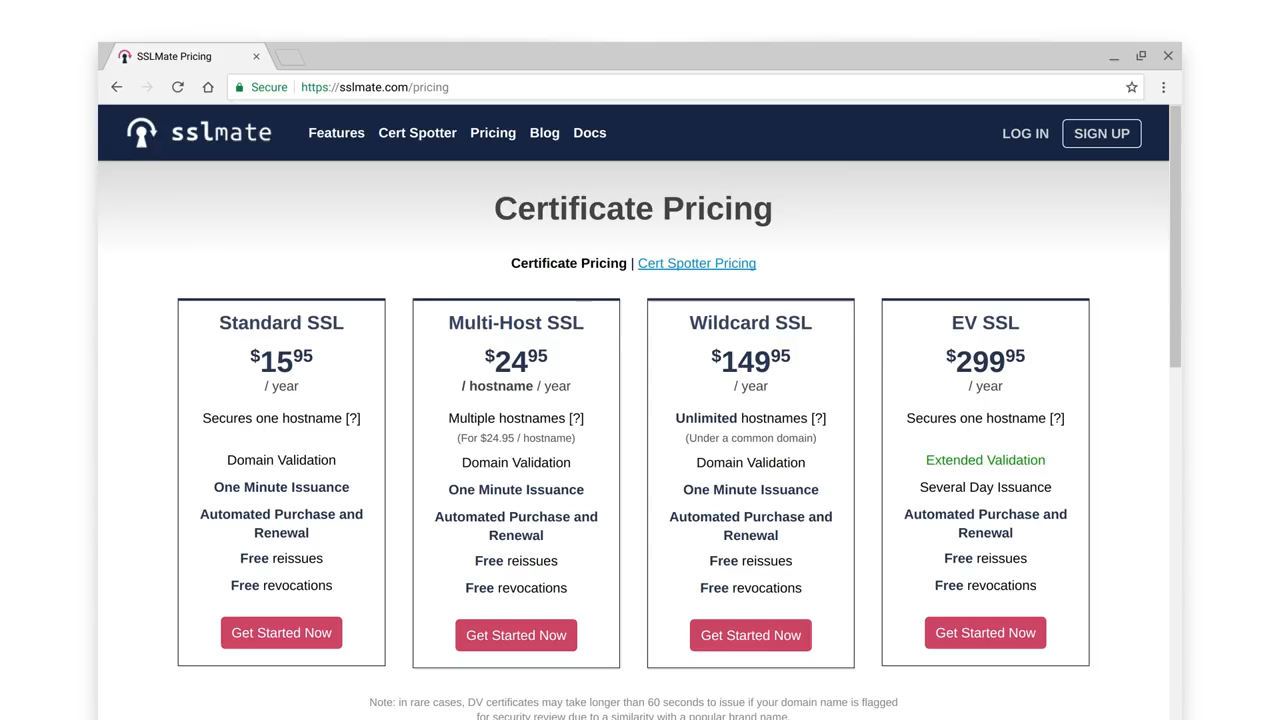 SSLMate Pricing
Secure https://sslmate.com/pricing
sslmate Features Cert Spotter Pricing Blog Docs LOG IN SIGN UP
Certificate Pricing
Certificate Pricing | Cert Spotter Pricing
Standard SSL
$15 95
/ year
Secures one hostname [?]
Domain Validation
One Minute Issuance
Automated Purchase and
Renewal
Free reissues
Free revocations
Get Started Now
Multi-Host SSL
$24 95
/ hostname / year
Multiple hostnames [?]
(For $24.95 / hostname)
Domain Validation
One Minute Issuance
Automated Purchase and
Renewal
Free reissues
Free revocations
Get Started Now
Wildcard SSL
$149 95
/ year
Unlimited hostnames [?]
(Under a common domain)
Domain Validation
One Minute Issuance
Automated Purchase and
Renewal
Free reissues
Free revocations
Get Started Now
EV SSL
$299 95
/ year
Secures one hostname [?]
Extended Validation
Several Day Issuance
Automated Purchase and
Renewal
Free reissues
Free revocations
Get Started Now
Note: in rare cases, DV certificates may take longer than 60 seconds to issue if your domain name is flagged
for security review due to a similarity with a popular brand name.